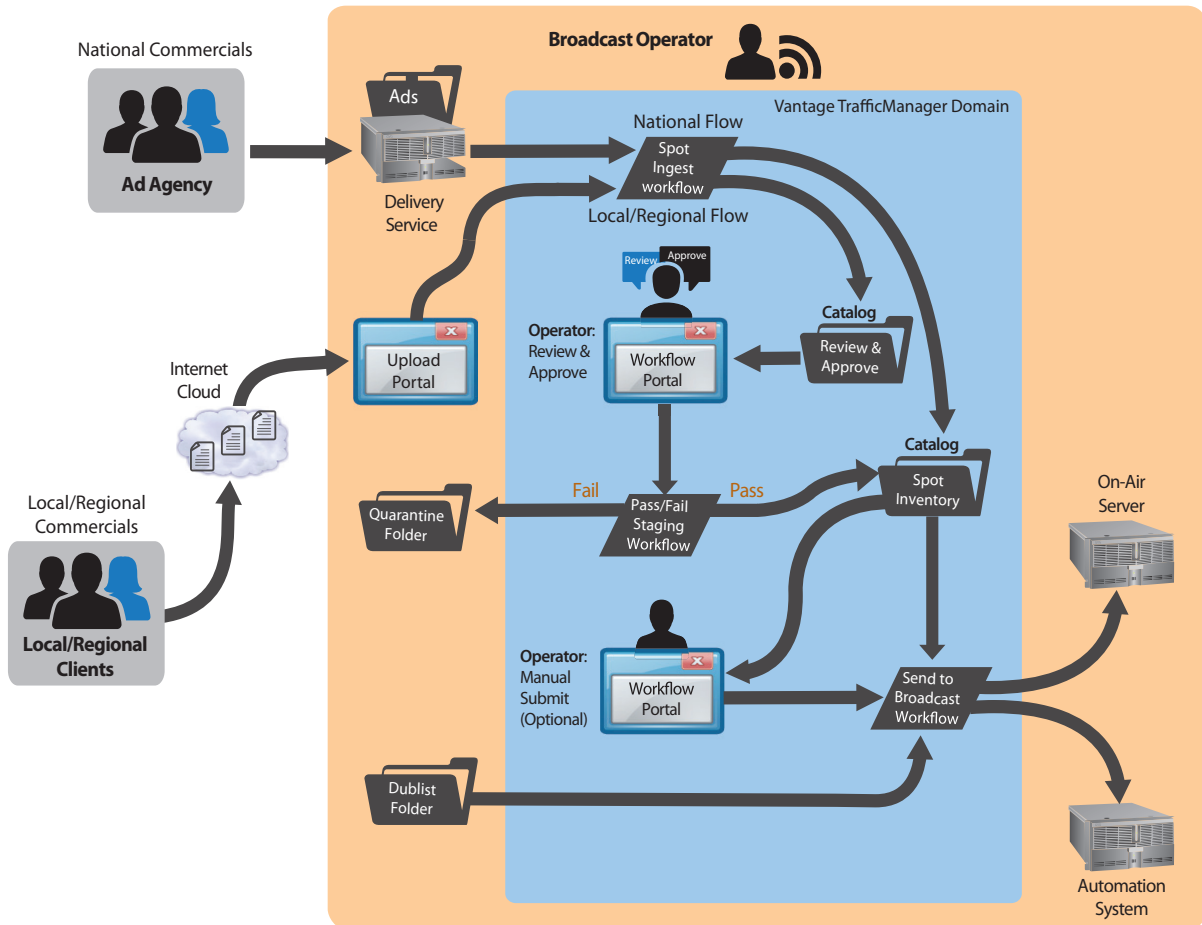 National Commercials
Ad Agency
Broadcast Operator
Ads
Delivery
Service
Vantage TrafficManager Domain
National Flow
Spot
Ingest
workflow
Local/Regional Flow
Review
Approve
Operator:
Review &
Approve
X
Workflow
Portal
Catalog
Review &
Approve
X
Upload
Portal
Internet
Cloud
Local/Regional
Commercials
Local/Regional
Clients
Catalog
Spot
Inventory
Fail
Pass
Quarantine
Folder
Pass/Fail
Staging
Workflow
On-Air
Server
Operator:
Manual
Submit
(Optional)
X
Workflow
Portal
Send to
Broadcast
Workflow
Dublist
Folder
Automation
System